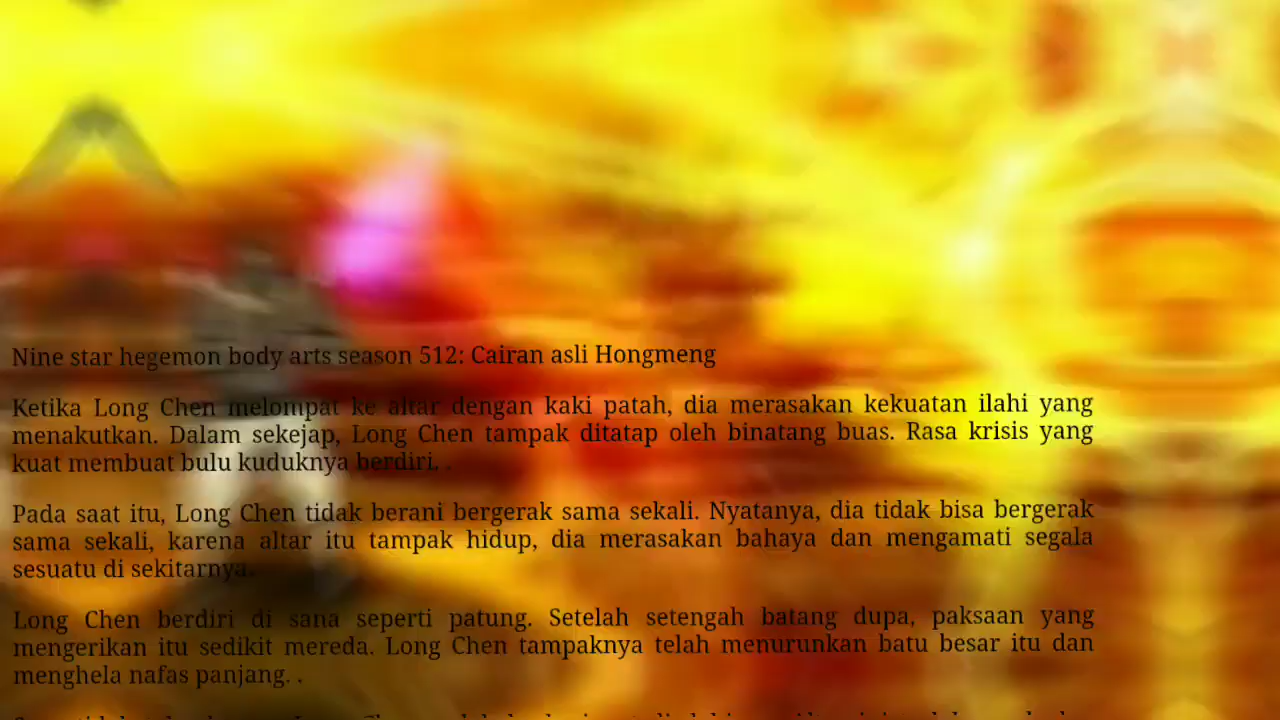 Nine star hegemon body arts season 512: Cairan asli Hongmeng
Ketika Long Chen melompat ke altar dengan kaki patah, dia merasakan kekuatan ilahi yang
menakutkan. Dalam sekejap, Long Chen tampak ditatap oleh binatang buas. Rasa krisis yang
kuat membuat bulu kuduknya berdiri. .
Pada saat itu, Long Chen tidak berani bergerak sama sekali. Nyatanya, dia tidak bisa bergerak
sama sekali, karena altar itu tampak hidup, dia merasakan bahaya dan mengamati segala
sesuatu di sekitarnya.
Long Chen berdiri di sana seperti patung. Setelah setengah batang dupa, paksaan yang
mengerikan itu sedikit mereda. Long Chen tampaknya telah menurunkan batu besar itu dan
menghela nafas panjang. .